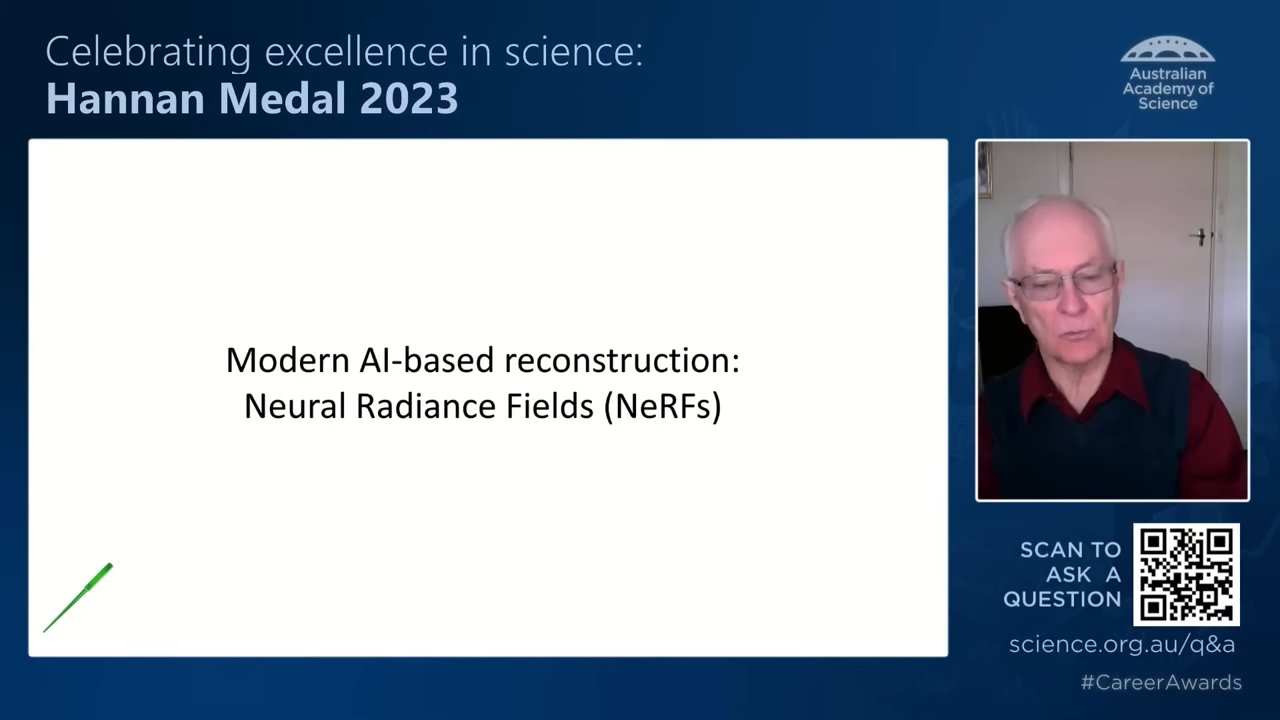 Celebrating excellence in science:
Hannan Medal 2023
Australian
Academy of
Science
Modern AI-based reconstruction:
Neural Radiance Fields (NeRFs)
SCAN TO
ASK A
QUESTION
science.org.au/q&a
#CareerAwards